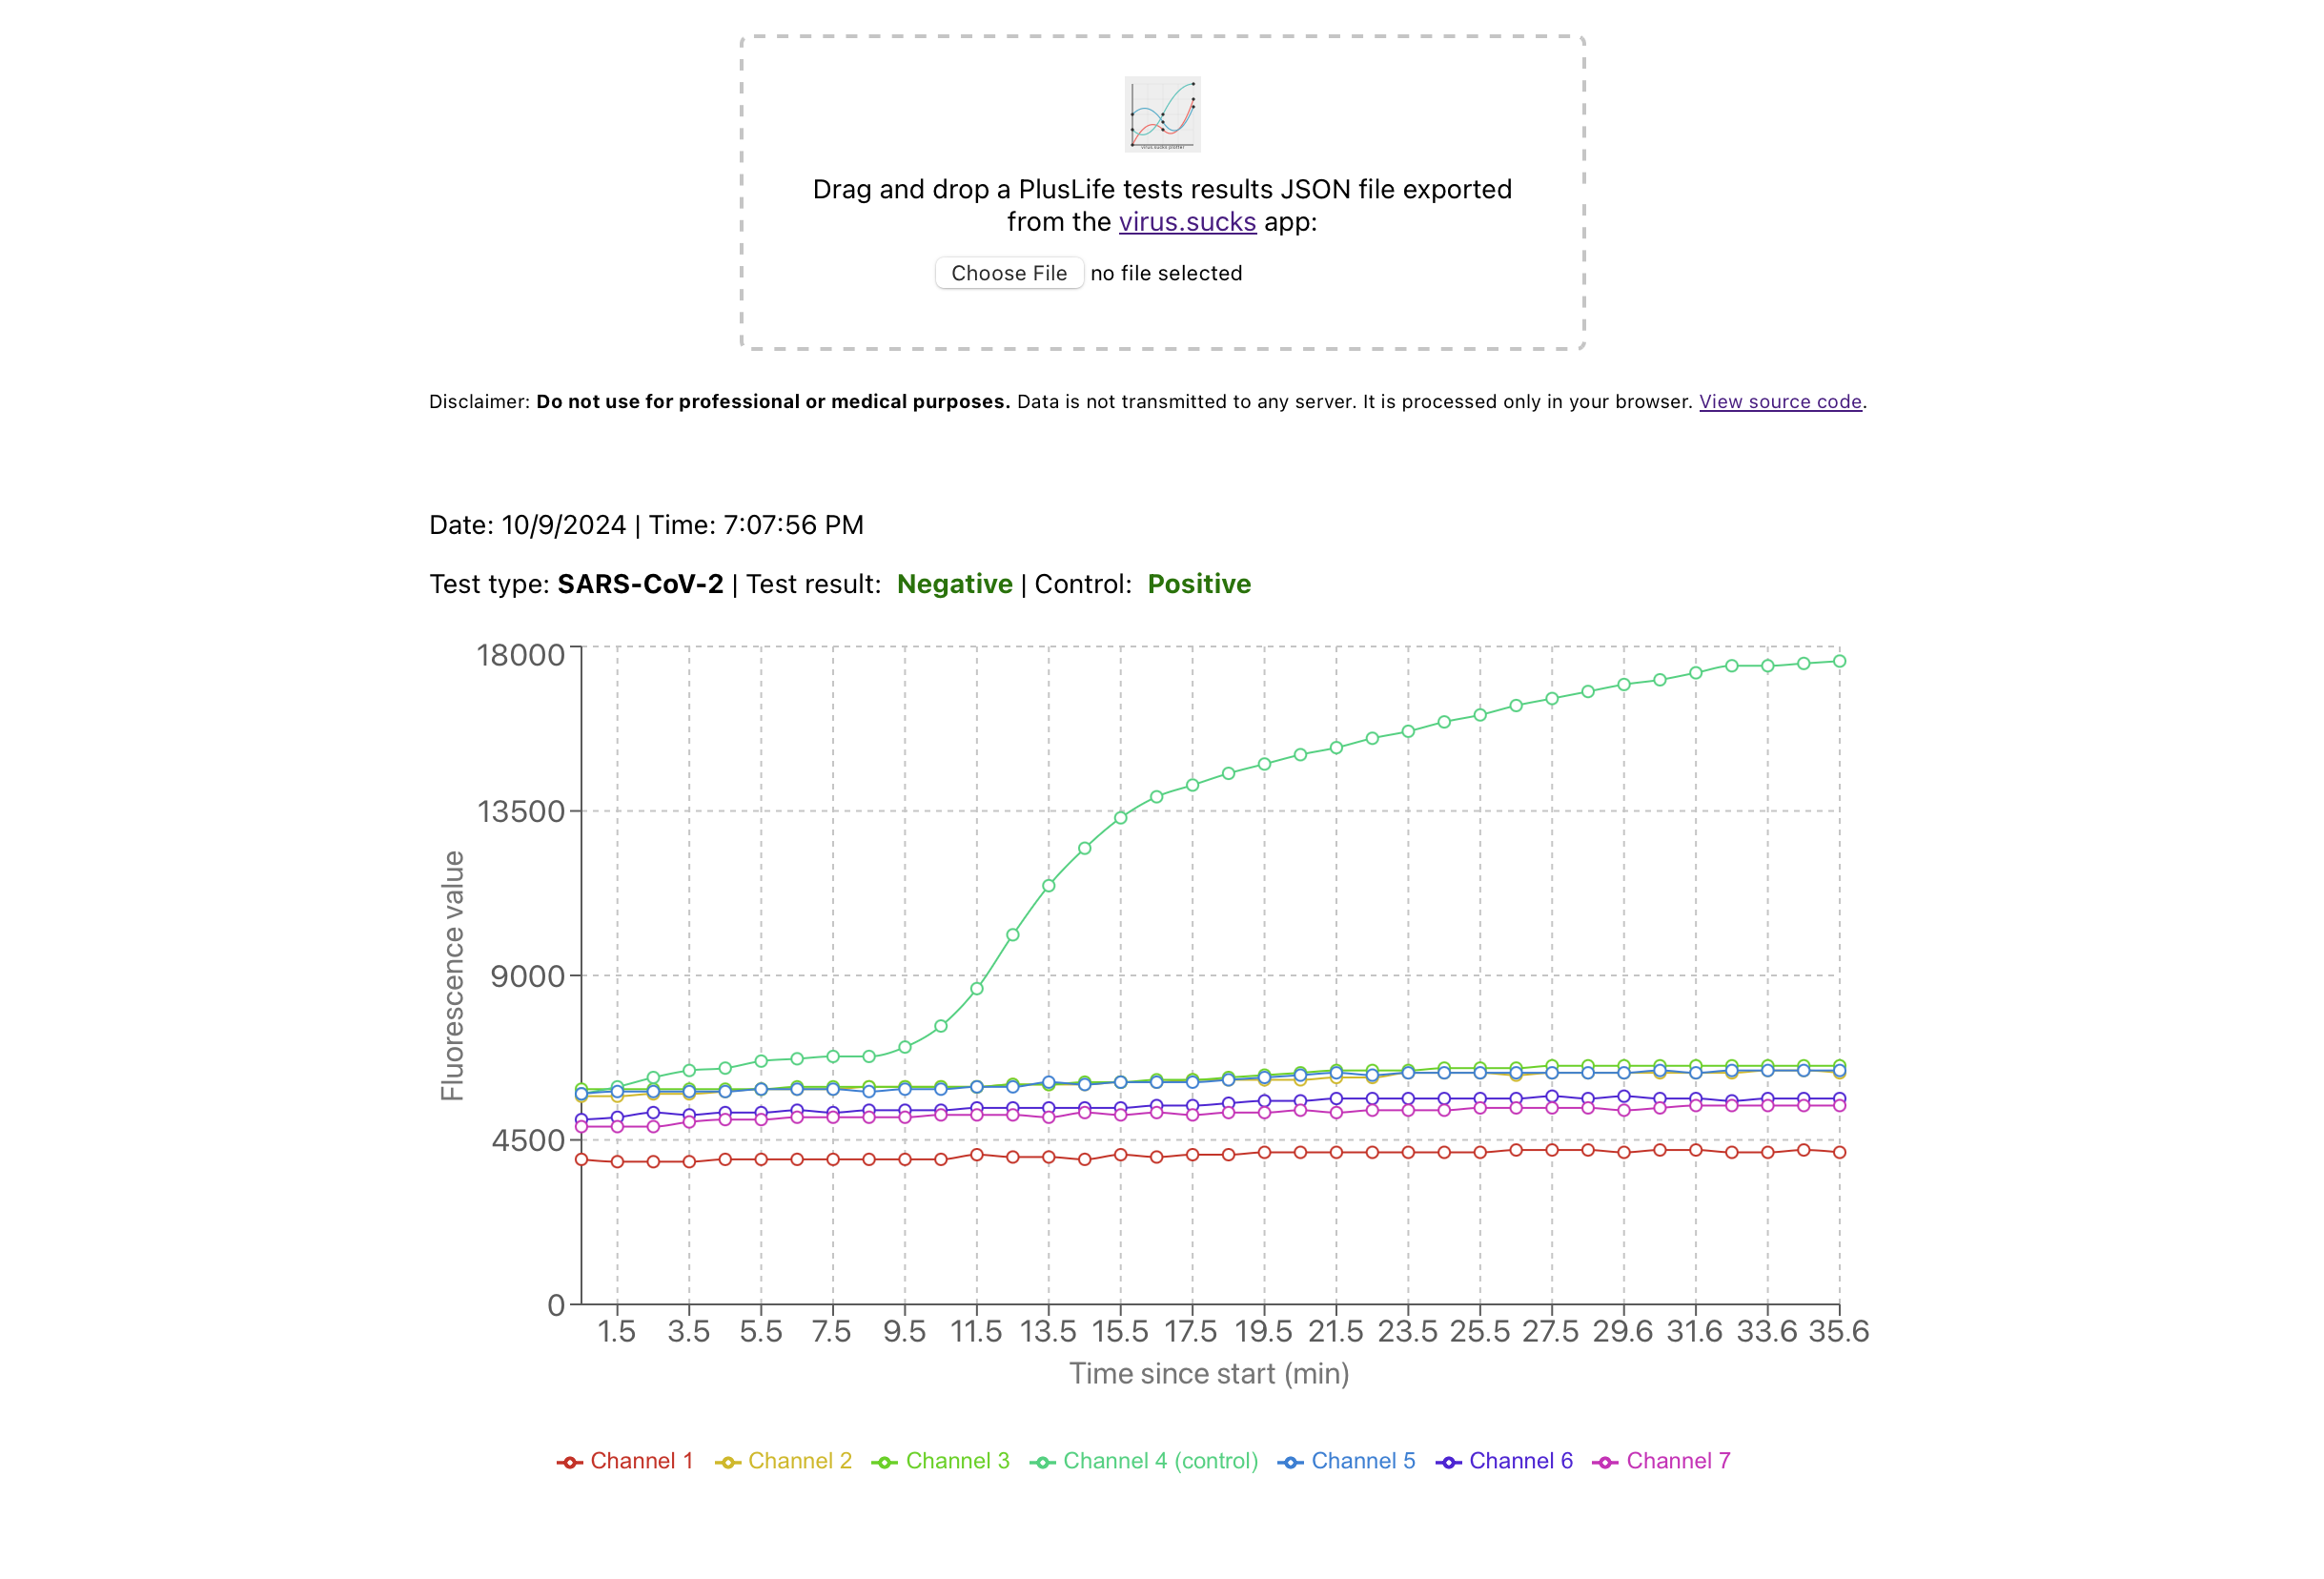 virus.sucks plotter
Drag and drop a PlusLife tests results JSON file exported
from the virus.sucks app:
Choose File no file selected
Disclaimer: Do not use for professional or medical purposes. Data is not transmitted to any server. It is processed only in your browser. View source code.
Date: 10/9/2024 | Time: 7:07:56 PM
Test type: SARS-CoV-2 | Test result: Negative | Control: Positive
18000
13500
9000
4500
0
Fluorescence value
1.5 3.5 5.5 7.5 9.5 11.5 13.5 15.5 17.5 19.5 21.5 23.5 25.5 27.5 29.6 31.6 33.6 35.6
Time since start (min)
Channel 1 Channel 2 Channel 3 Channel 4 (control) Channel 5 Channel 6 Channel 7